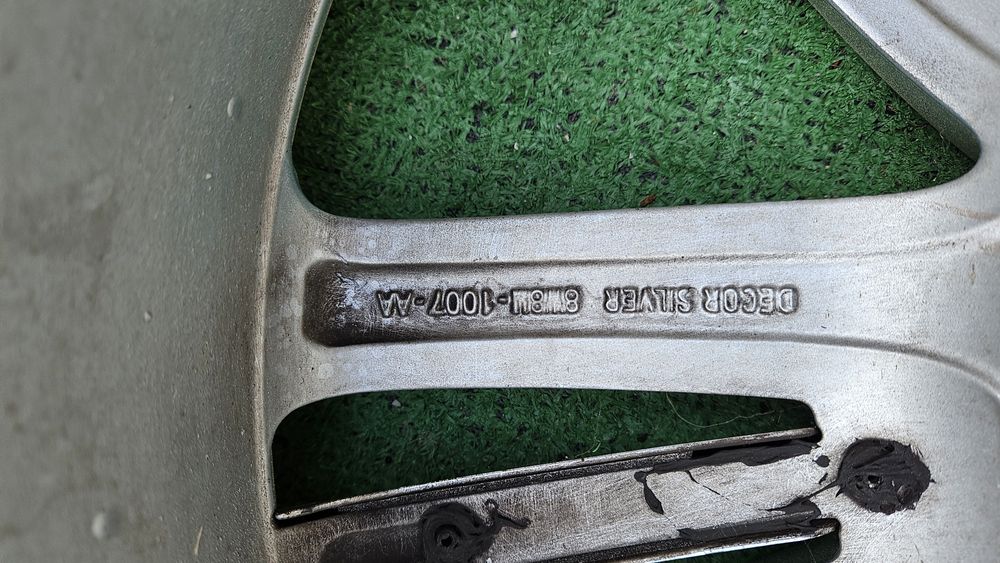 DECOR SILVER 8W8M-1007-AA